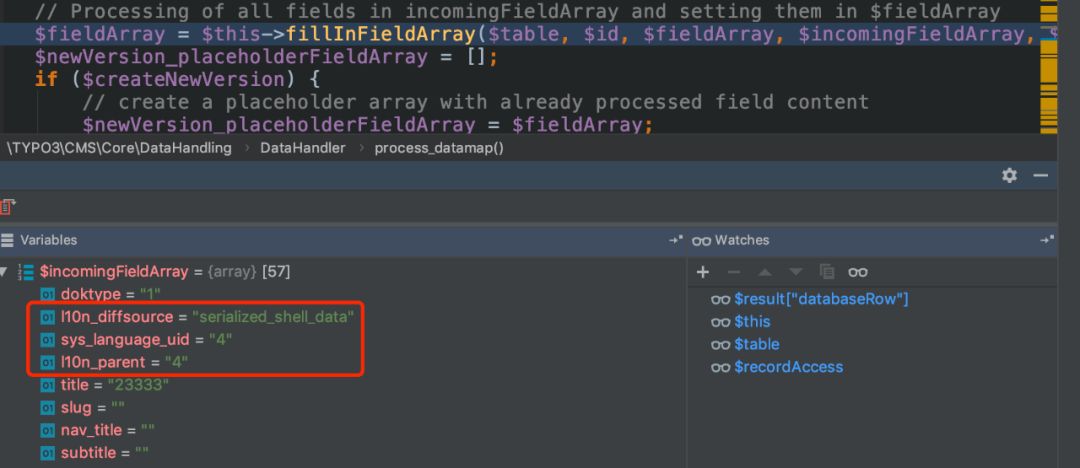 // Processing of all fields in incomingFieldArray and setting them in $fieldArray
$fieldArray = $this->fillInFieldArray($table, $id, $fieldArray, $incomingFieldArray, $
$newVersion_placeholderFieldArray = [];
if ($createNewVersion) {
// create a placeholder array with already processed field content
$newVersion_placeholderFieldArray = $fieldArray;
\TYPO3\CMS\Core\DataHandling › DataHandler › process_datamap()
Variables
$incomingFieldArray = {array} [57]
doktype = "1"
l10n_diffsource = "serialized_shell_data"
sys_language_uid = "4"
l10n_parent = "4"
title = "23333"
slug = ""
nav_title = ""
subtitle = ""
Watches
$result["databaseRow"]
$this
$table
$recordAccess